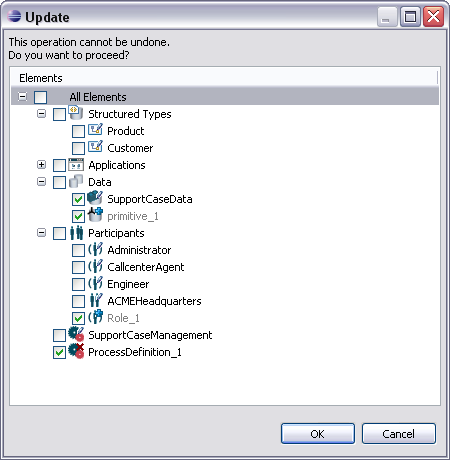 Update
This operation cannot be undone.
Do you want to proceed?
Elements
All Elements
Structured Types
Product
Customer
Applications
Data
SupportCaseData
primitive_1
Participants
Administrator
CallcenterAgent
Engineer
ACMEHeadquarters
Role_1
SupportCaseManagement
ProcessDefinition_1
OK
Cancel